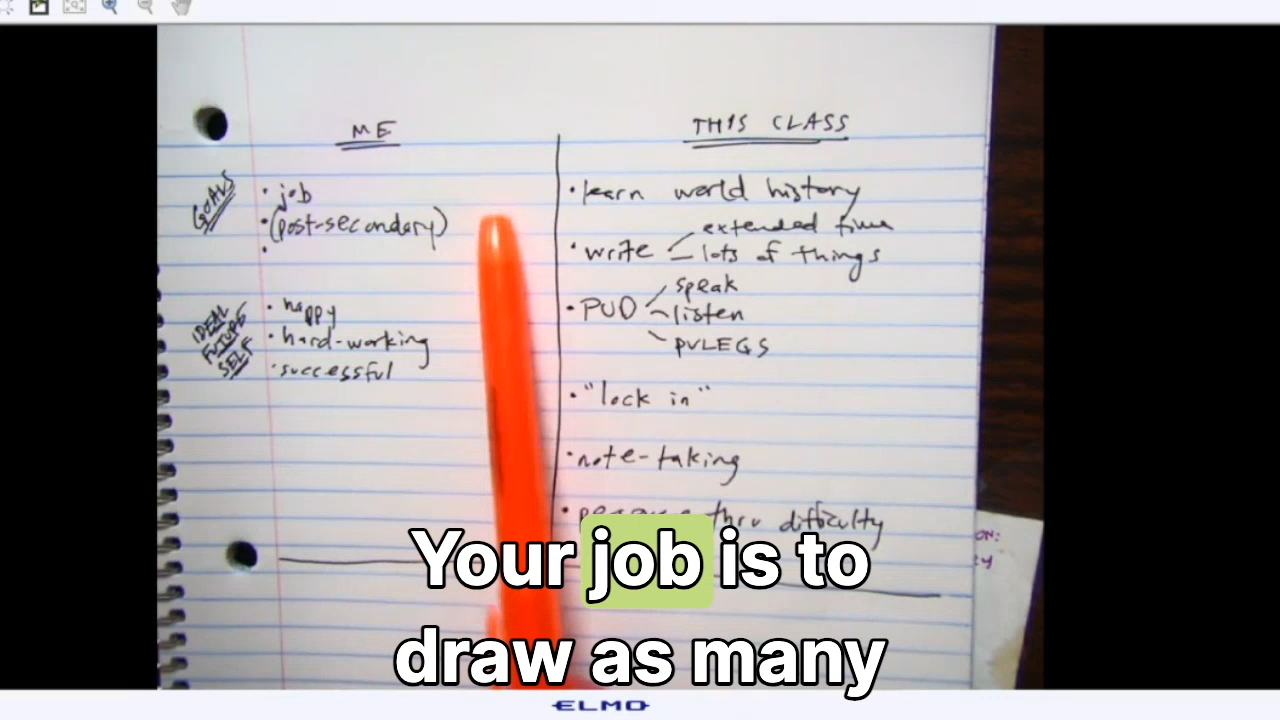 ME
THIS CLASS
GOALS
• job
• (post-secondary)
•
IDEAL
FUTURE
SELF
• happy
• hard-working
• successful
• learn world history
• write
extended time
lots of things
• PUD
speak
listen
PVLEGS
• "lock in"
• note-taking
• thru difficulty
ON:
Your job is to
draw as many
ELMO